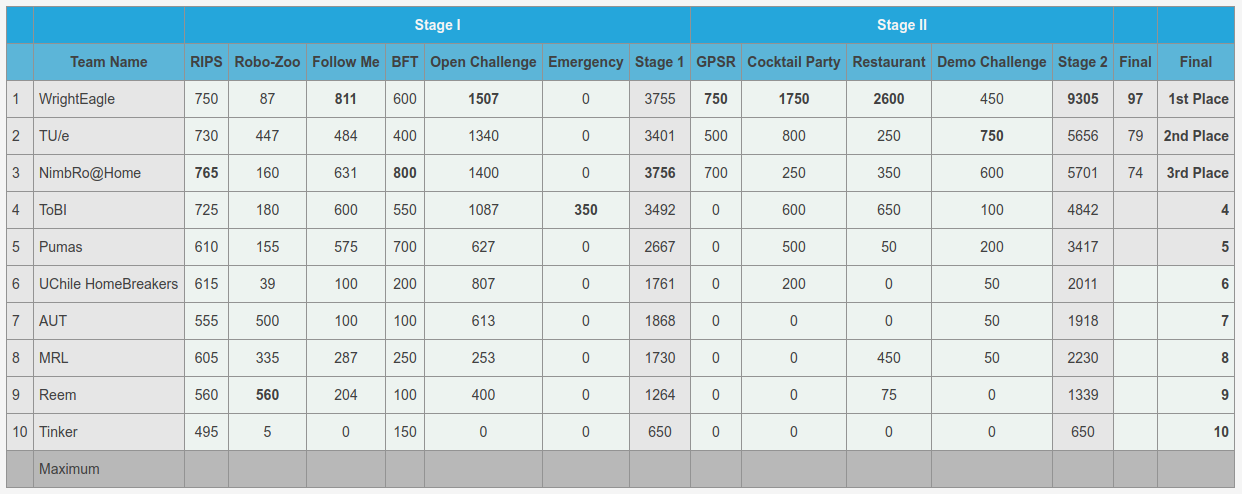 Stage I Stage II
Team Name RIPS Robo-Zoo Follow Me BFT Open Challenge Emergency Stage 1 GPSR Cocktail Party Restaurant Demo Challenge Stage 2 Final Final
1 WrightEagle 750 87 811 600 1507 0 3755 750 1750 2600 450 9305 97 1st Place
2 TU/e 730 447 484 400 1340 0 3401 500 800 250 750 5656 79 2nd Place
3 NimbRo@Home 765 160 631 800 1400 0 3756 700 250 350 600 5701 74 3rd Place
4 ToBI 725 180 600 550 1087 350 3492 0 600 650 100 4842 4
5 Pumas 610 155 575 700 627 0 2667 0 500 50 200 3417 5
6 UChile HomeBreakers 615 39 100 200 807 0 1761 0 200 0 50 2011 6
7 AUT 555 500 100 100 613 0 1868 0 0 0 50 1918 7
8 MRL 605 335 287 250 253 0 1730 0 0 450 50 2230 8
9 Reem 560 560 204 100 400 0 1264 0 0 75 0 1339 9
10 Tinker 495 5 0 150 0 0 650 0 0 0 0 650 10
Maximum